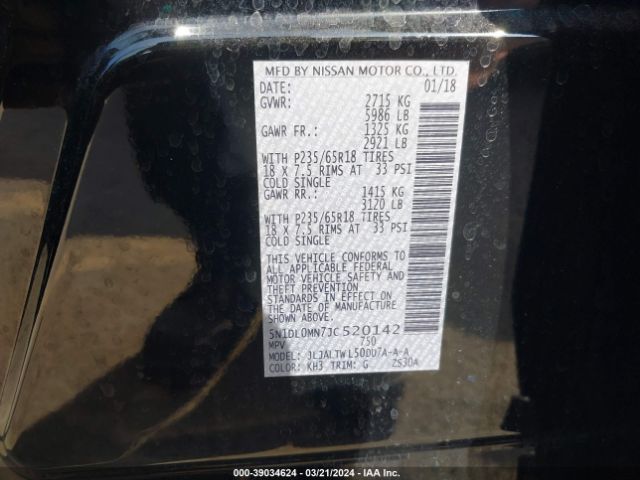 MFD BY NISSAN MOTOR CO., LTD.
DATE: 01/18
GVWR: 2715 KG
5986 LB
GAWR FR.: 1325 KG
2921 LB
WITH P235/65R18 TIRES
18 X 7.5 RIMS AT 33 PSI
COLD SINGLE
GAWR RR.: 1415 KG
3120 LB
WITH P235/65R18 TIRES
18 X 7.5 RIMS AT 33 PSI
COLD SINGLE
THIS VEHICLE CONFORMS TO
ALL APPLICABLE FEDERAL
MOTOR VEHICLE SAFETY AND
THEFT PREVENTION
STANDARDS IN EFFECT ON
THE DATE OF MANUFACTURE
SHOWN ABOVE.
5N1DL0MN7JC520142
MPV 750
MODEL: JLJALTWL50DU7A-A-A
COLOR: KH3 TRIM: G ZS30A
000-39034624 / 03/21/2024 — IAA Inc.